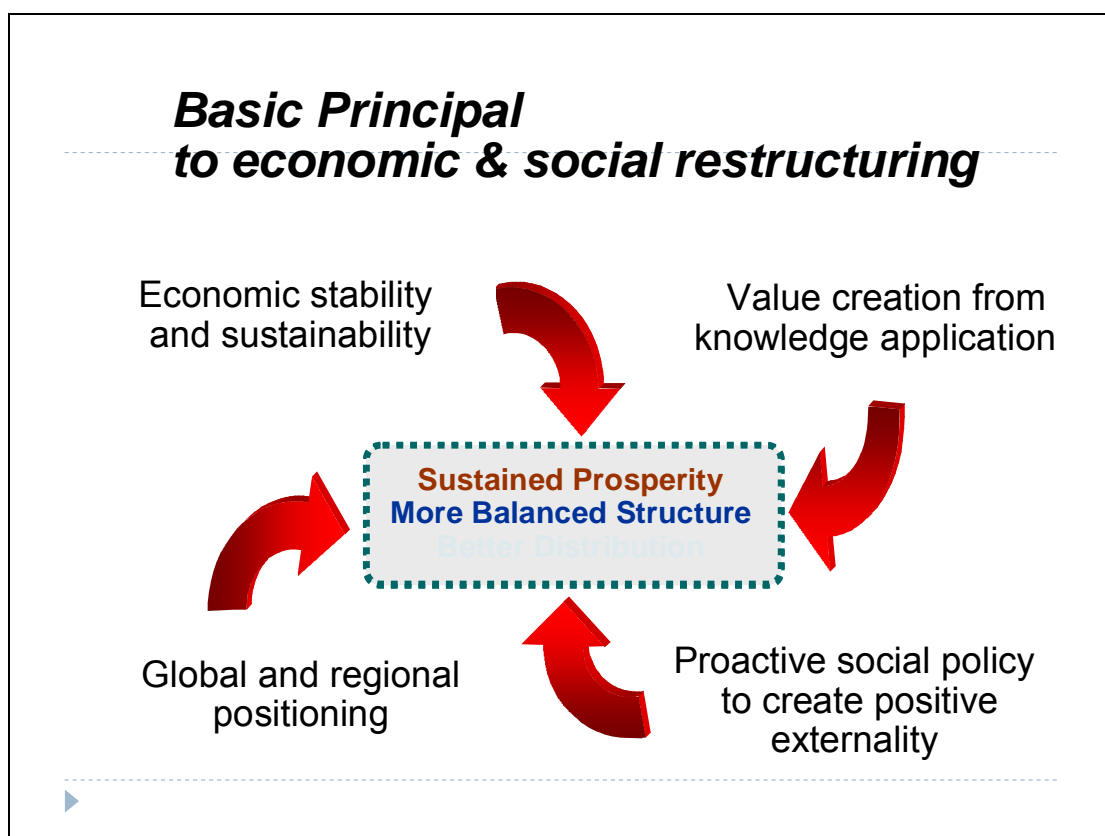 Basic Principal
to economic & social restructuring
Economic stability
and sustainability
Value creation from
knowledge application
Sustained Prosperity
More Balanced Structure
Better Distribution
Global and regional
positioning
Proactive social policy
to create positive
externality